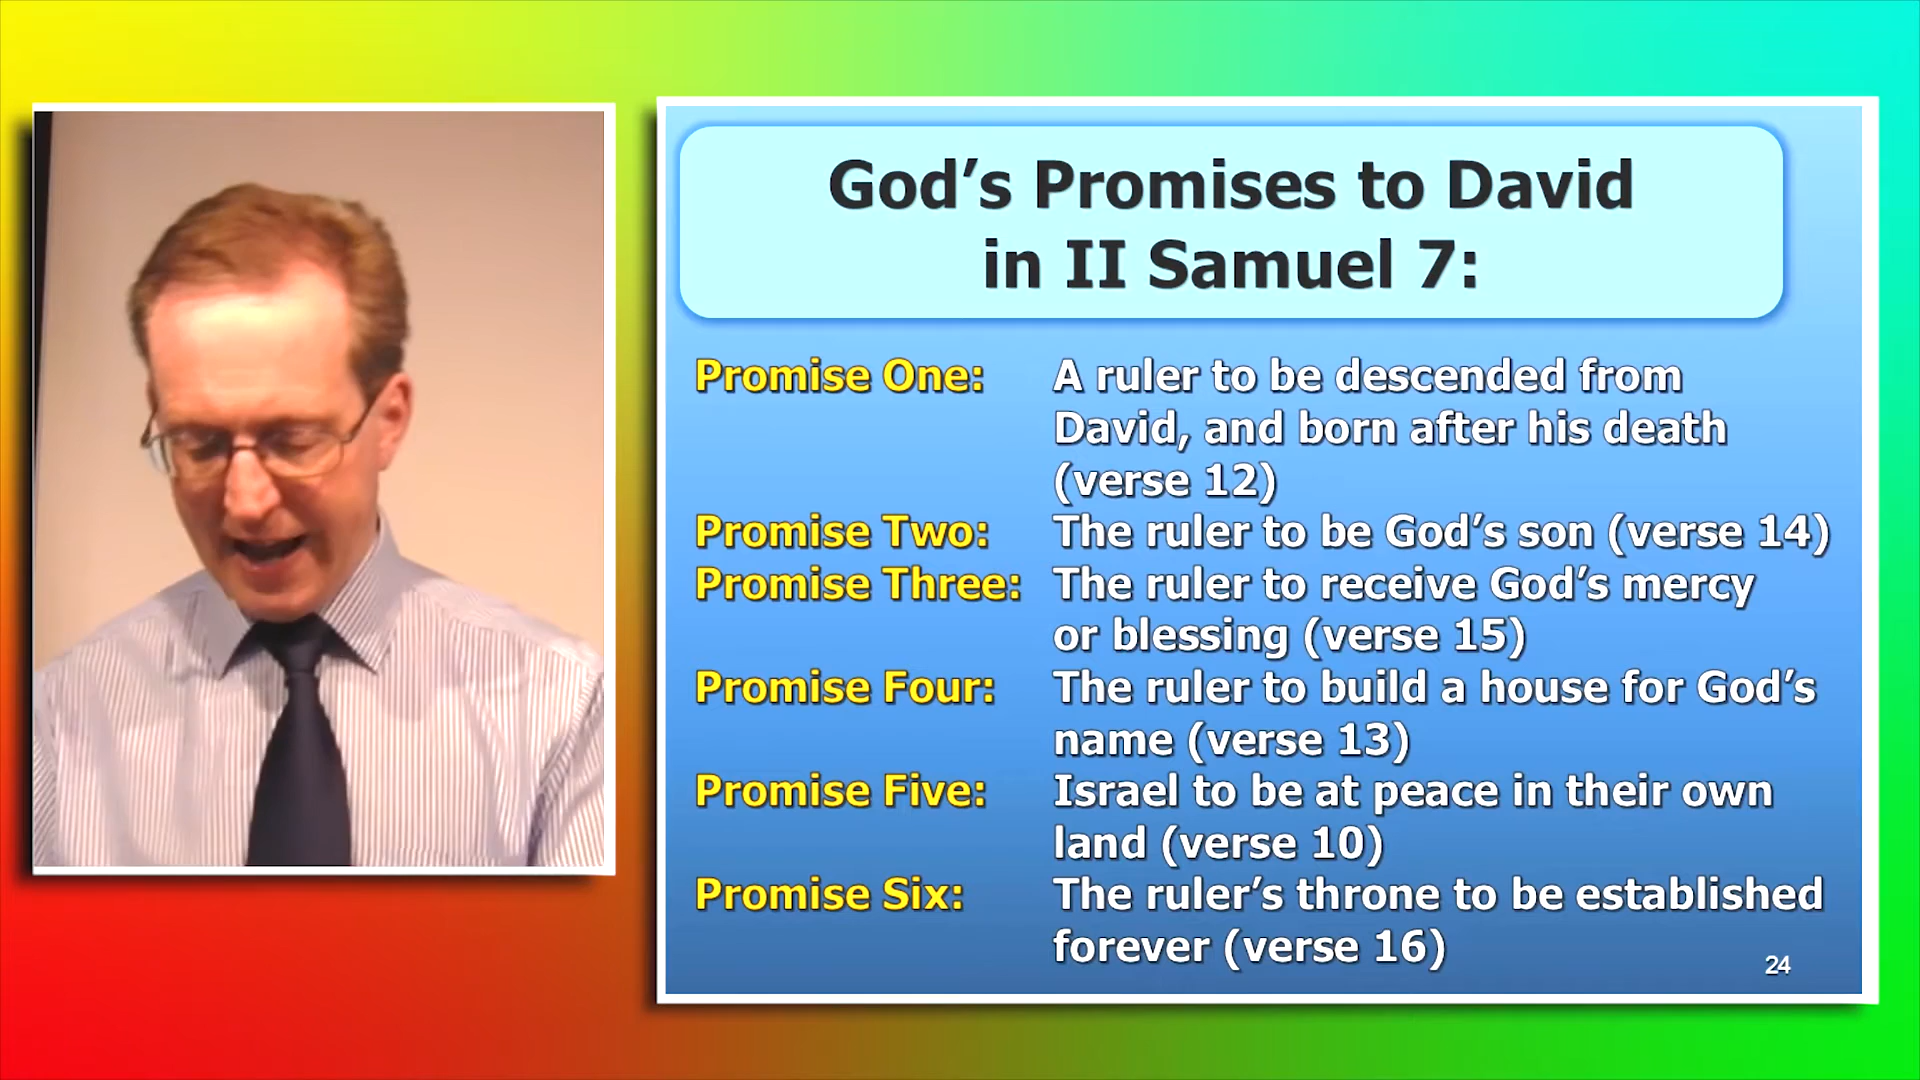 God’s Promises to David
in II Samuel 7:
Promise One: A ruler to be descended from
David, and born after his death
(verse 12)
Promise Two: The ruler to be God’s son (verse 14)
Promise Three: The ruler to receive God’s mercy
or blessing (verse 15)
Promise Four: The ruler to build a house for God’s
name (verse 13)
Promise Five: Israel to be at peace in their own
land (verse 10)
Promise Six: The ruler’s throne to be established
forever (verse 16)
24